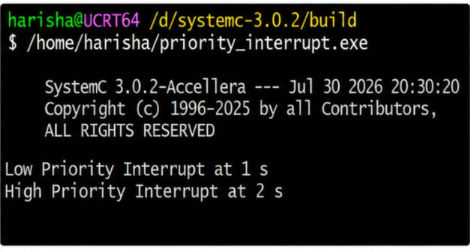 harisha@UCRT64 /d/systemc-3.0.2/build
$ /home/harisha/priority_interrupt.exe
SystemC 3.0.2-Accellera --- Jul 30 2026 20:30:20
Copyright (c) 1996-2025 by all Contributors,
ALL RIGHTS RESERVED
Low Priority Interrupt at 1 s
High Priority Interrupt at 2 s